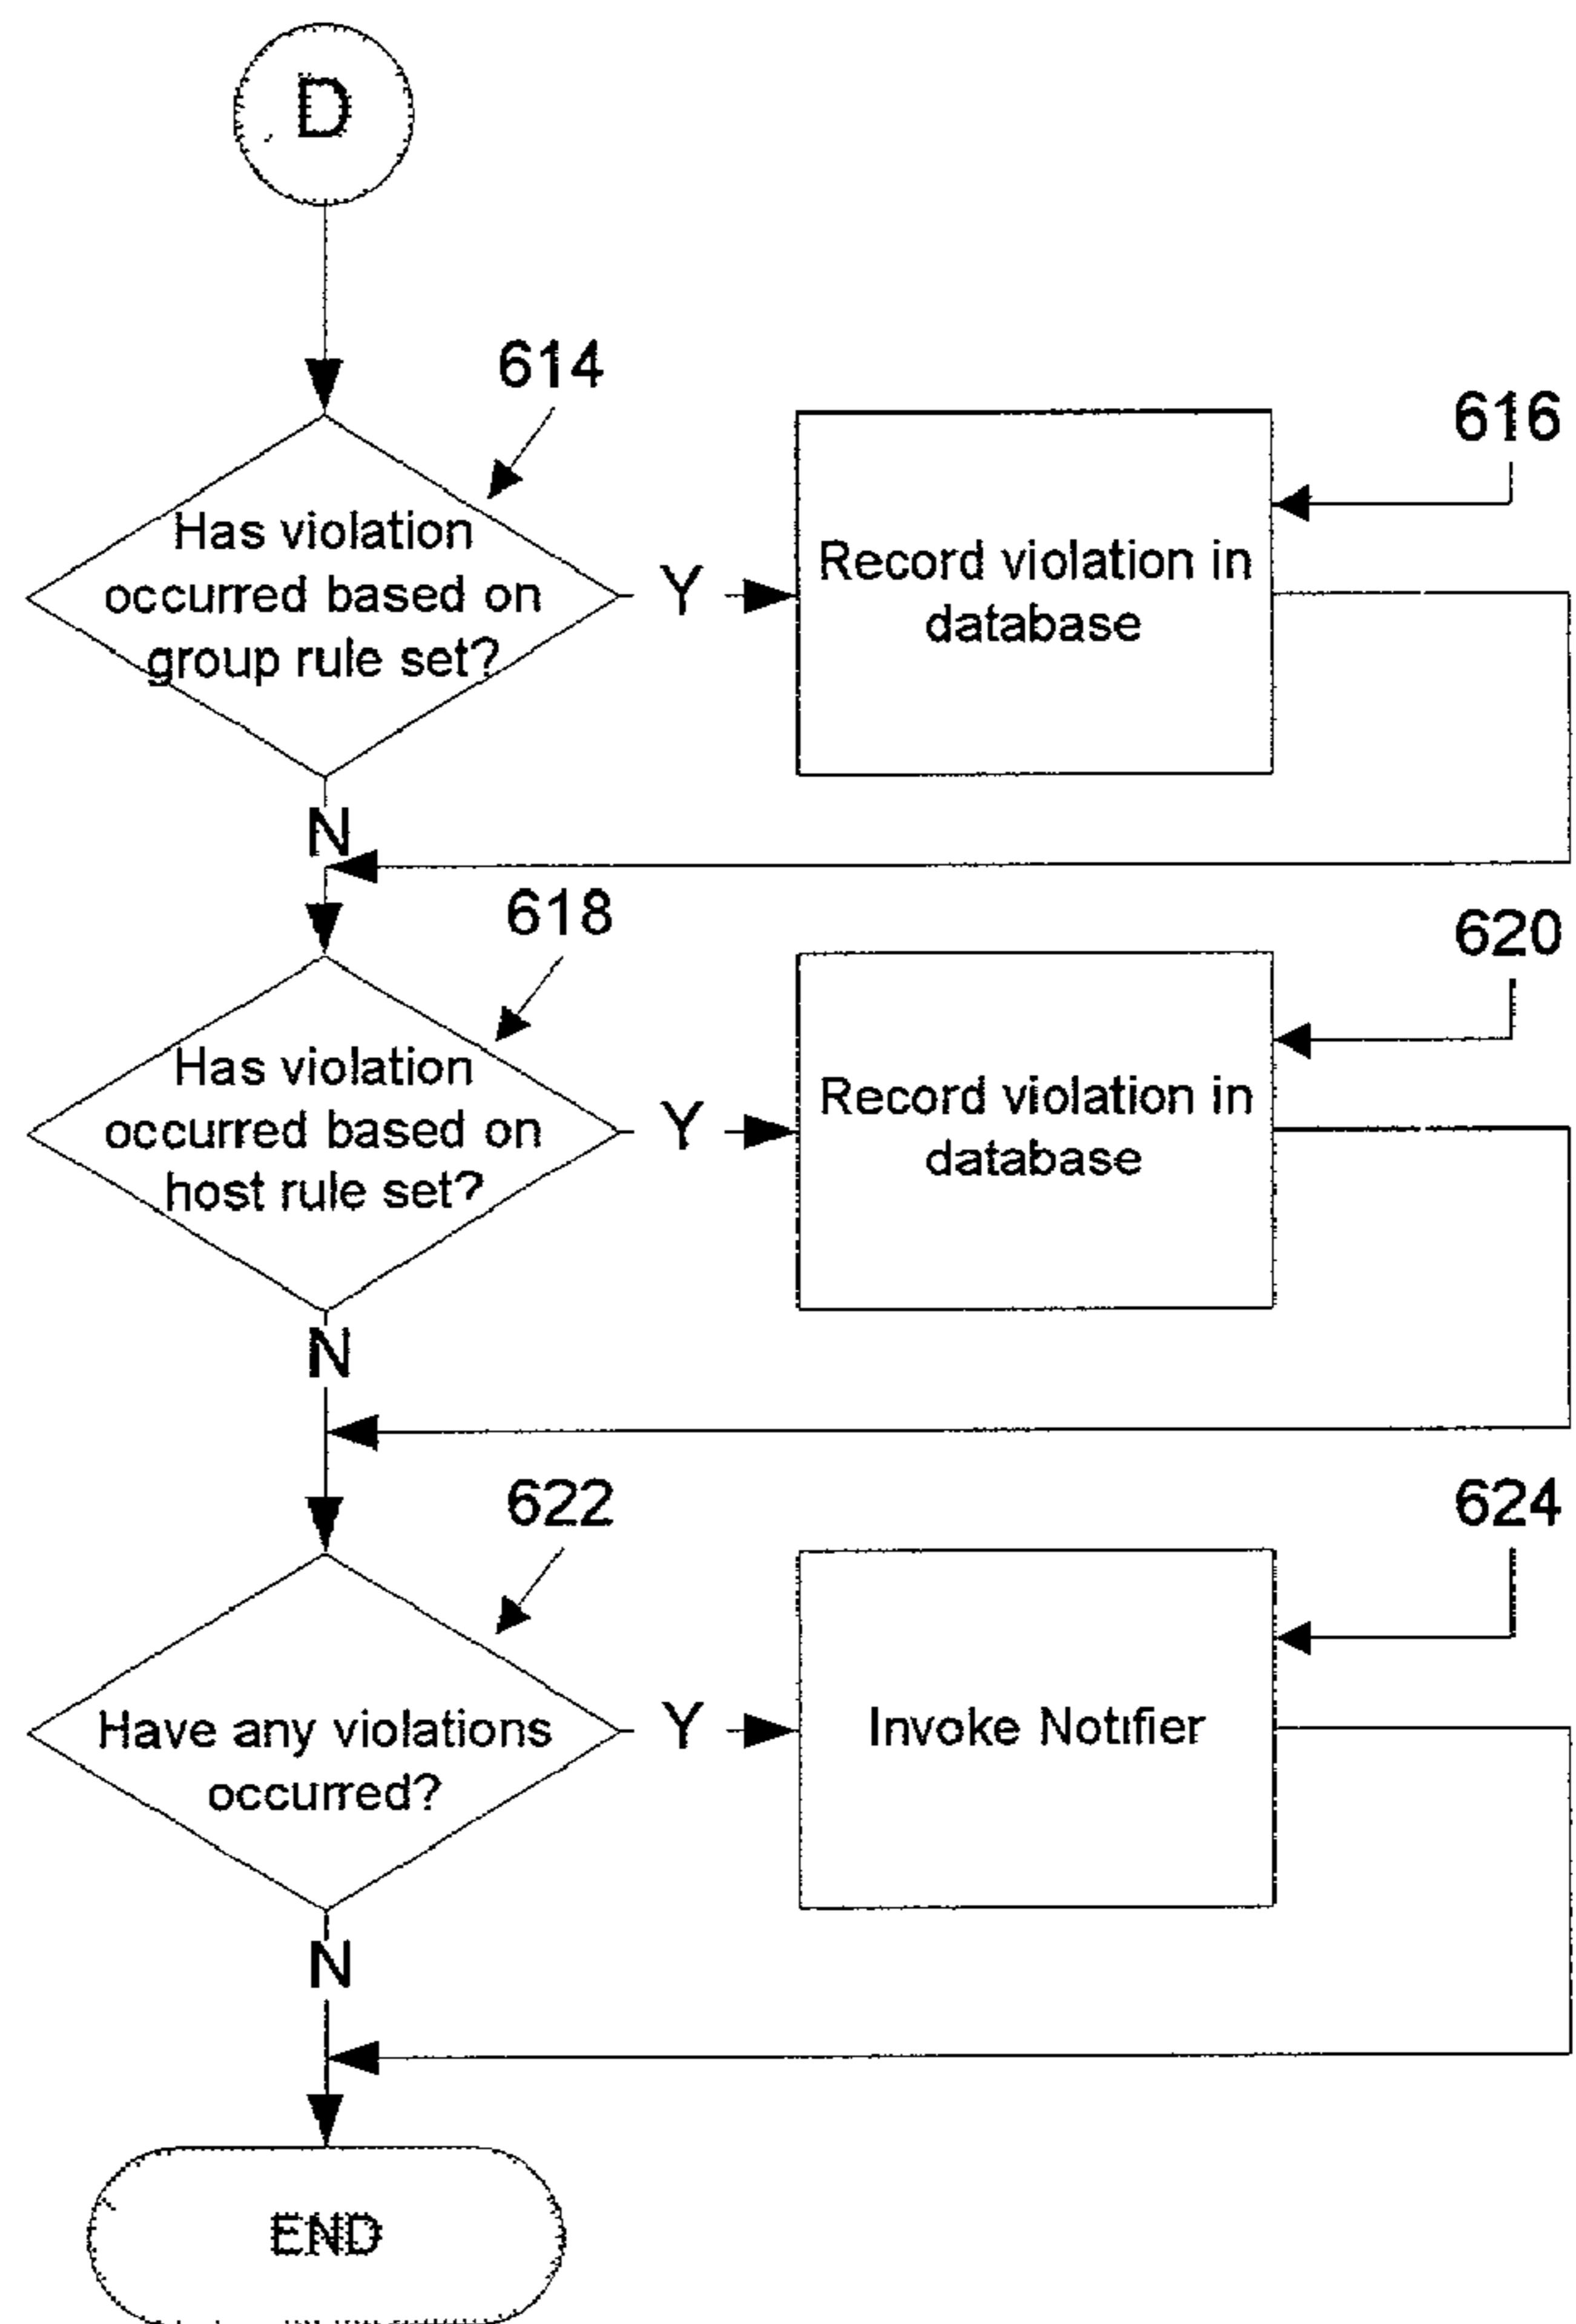 D
614
Has violation
occurred based on
group rule set?
Y
616
Record violation in
database
N
618
Has violation
occurred based on
host rule set?
Y
620
Record violation in
database
N
622
Have any violations
occurred?
Y
624
Invoke Notifier
N
END